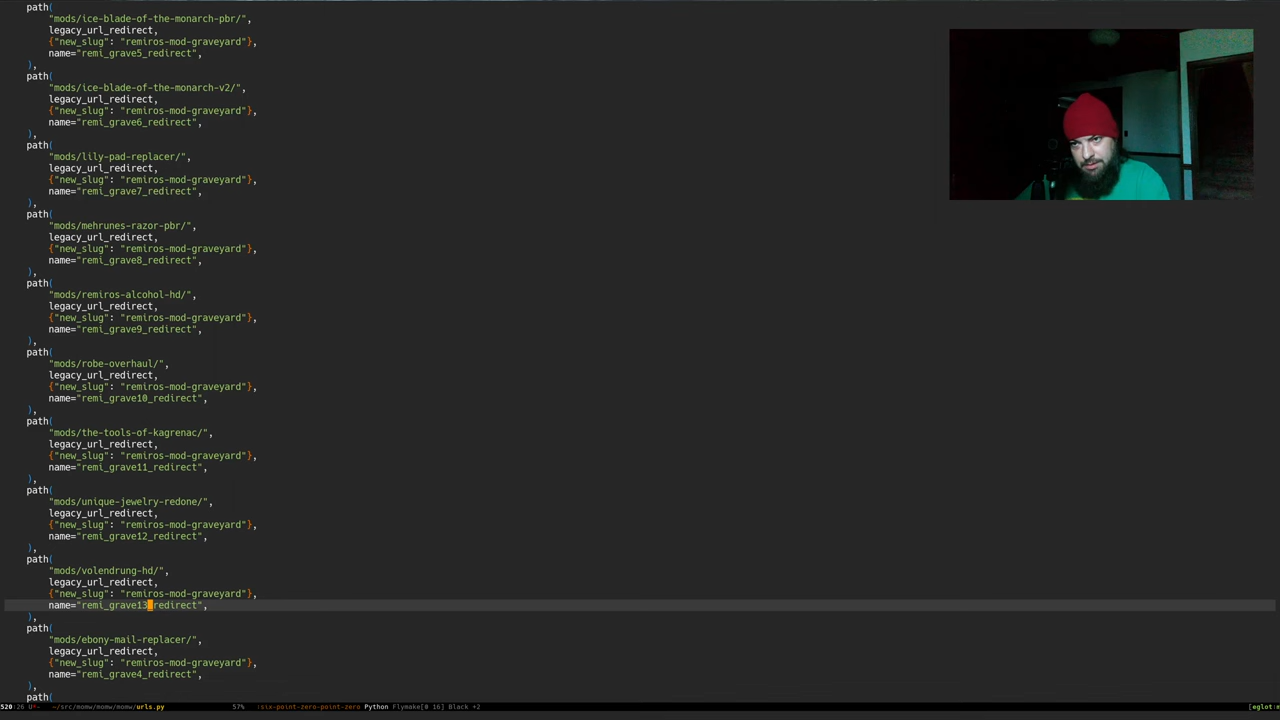 path(
"mods/ice-blade-of-the-monarch-pbr/",
legacy_url_redirect,
{"new_slug": "remiros-mod-graveyard"},
name="remi_grave5_redirect",
),
path(
"mods/ice-blade-of-the-monarch-v2/",
legacy_url_redirect,
{"new_slug": "remiros-mod-graveyard"},
name="remi_grave6_redirect",
),
path(
"mods/lily-pad-replacer/",
legacy_url_redirect,
{"new_slug": "remiros-mod-graveyard"},
name="remi_grave7_redirect",
),
path(
"mods/mehrunes-razor-pbr/",
legacy_url_redirect,
{"new_slug": "remiros-mod-graveyard"},
name="remi_grave8_redirect",
),
path(
"mods/remiros-alcohol-hd/",
legacy_url_redirect,
{"new_slug": "remiros-mod-graveyard"},
name="remi_grave9_redirect",
),
path(
"mods/robe-overhaul/",
legacy_url_redirect,
{"new_slug": "remiros-mod-graveyard"},
name="remi_grave10_redirect",
),
path(
"mods/the-tools-of-kagrenac/",
legacy_url_redirect,
{"new_slug": "remiros-mod-graveyard"},
name="remi_grave11_redirect",
),
path(
"mods/unique-jewelry-redone/",
legacy_url_redirect,
{"new_slug": "remiros-mod-graveyard"},
name="remi_grave12_redirect",
),
path(
"mods/volendrung-hd/",
legacy_url_redirect,
{"new_slug": "remiros-mod-graveyard"},
name="remi_grave13_redirect",
),
path(
"mods/ebony-mail-replacer/",
legacy_url_redirect,
{"new_slug": "remiros-mod-graveyard"},
name="remi_grave4_redirect",
),
path(
520:26 U*- ~/src/momw/momw/momw/urls.py 57% :six-point-zero-point-zero Python Flymake[0 16] Black +2 [eglot:m